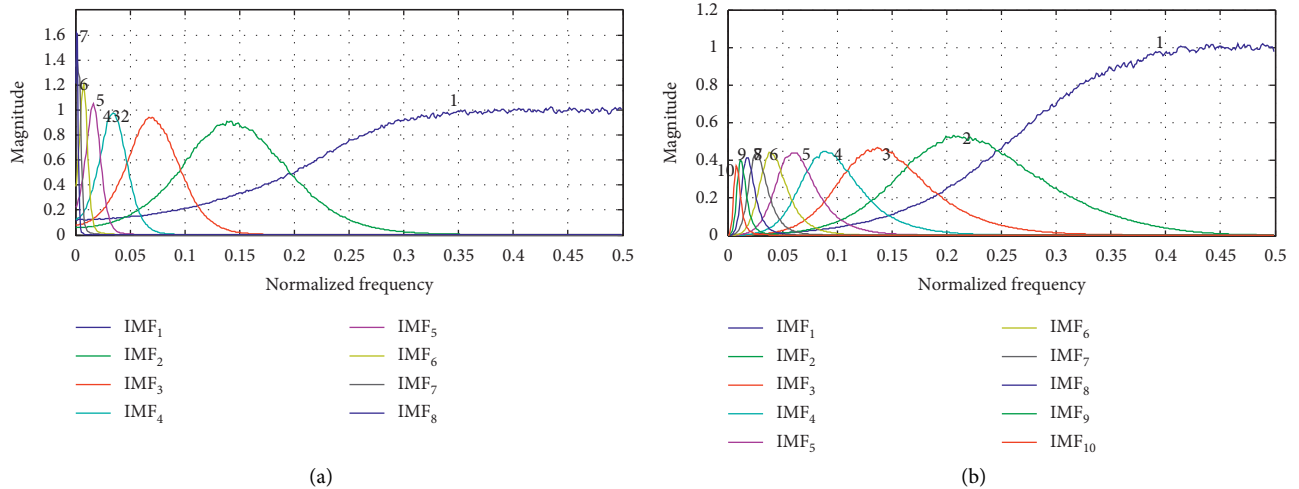 1.6
1.4
1.2
1
0.8
0.6
0.4
0.2
0
Magnitude
7
6
5
432
1
0 0.05 0.1 0.15 0.2 0.25 0.3 0.35 0.4 0.45 0.5
Normalized frequency
IMF1
IMF2
IMF3
IMF4
IMF5
IMF6
IMF7
IMF8
(a)
1.2
1
0.8
0.6
0.4
0.2
0
Magnitude
10
9
8
7
6
5
4
3
2
1
0 0.05 0.1 0.15 0.2 0.25 0.3 0.35 0.4 0.45 0.5
Normalized frequency
IMF1
IMF2
IMF3
IMF4
IMF5
IMF6
IMF7
IMF8
IMF9
IMF10
(b)